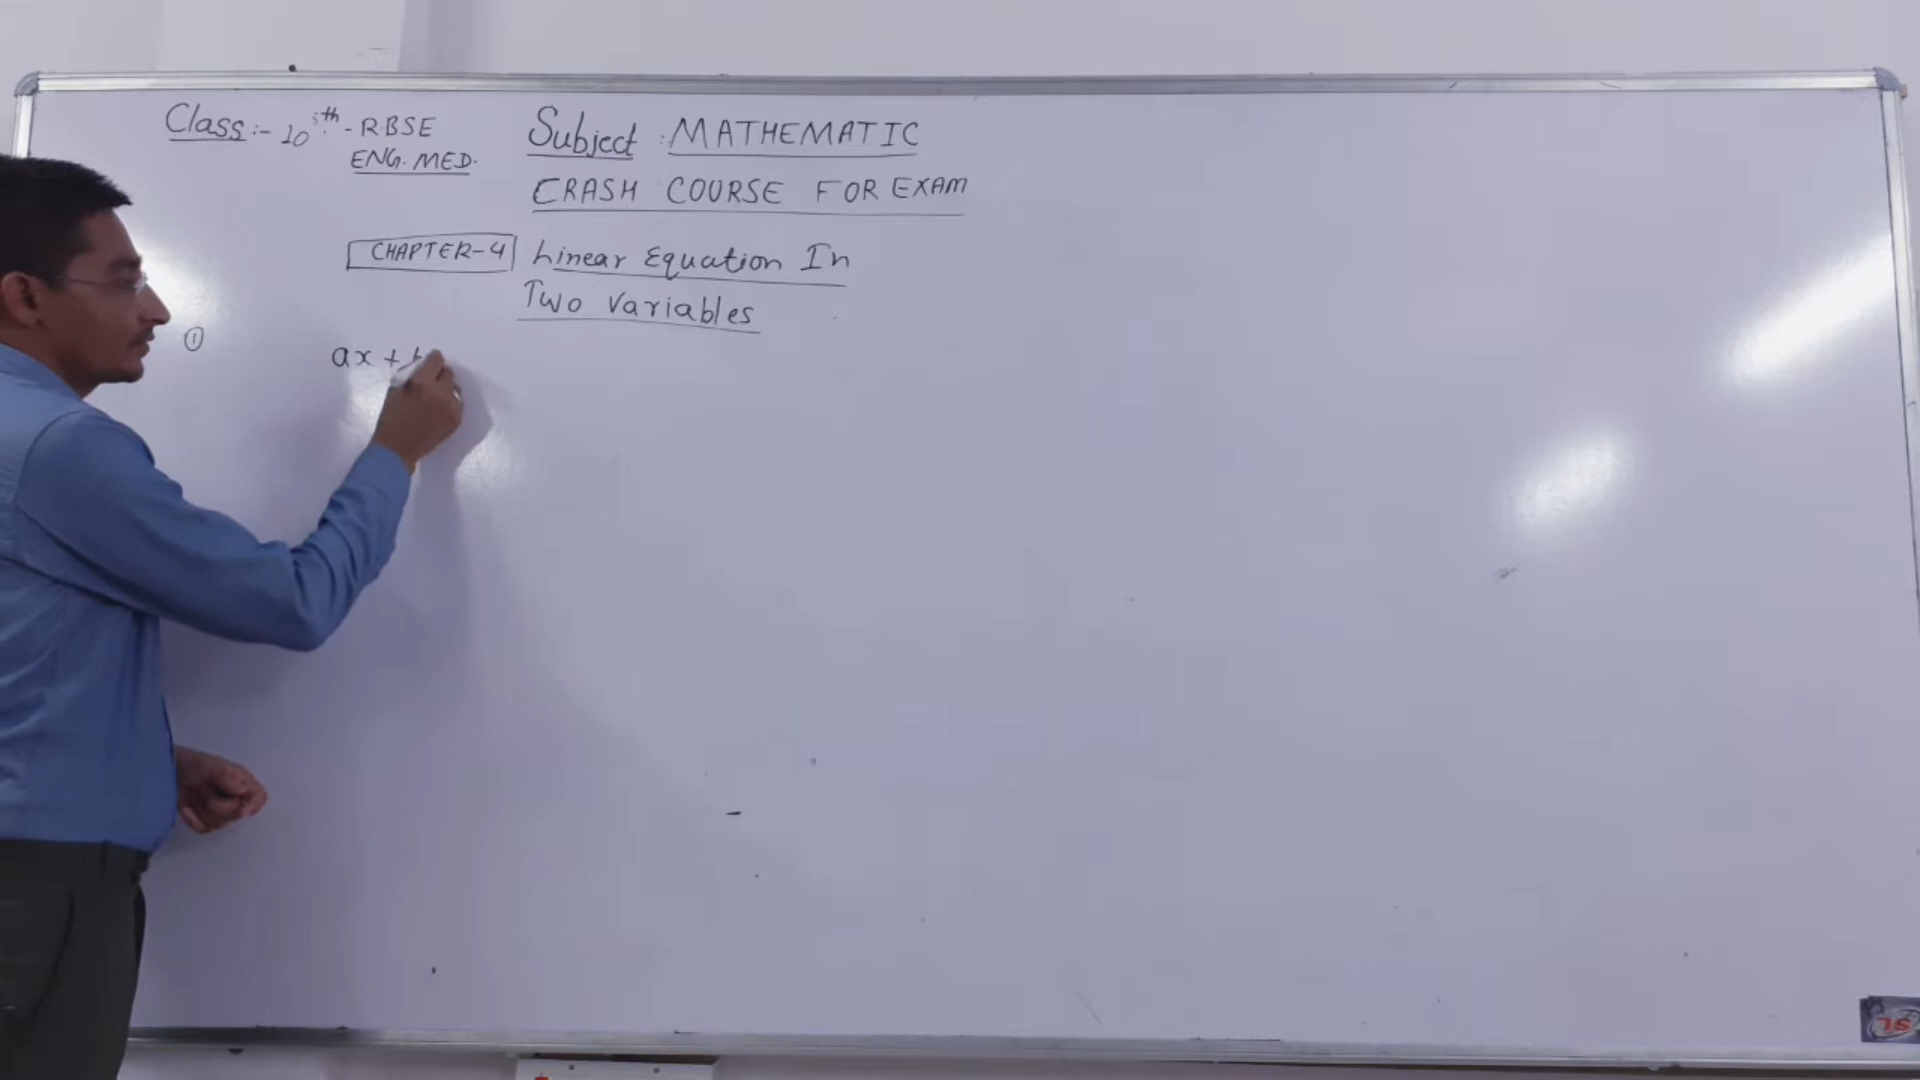 Class:- 10th - RBSE
ENG. MED.
Subject : MATHEMATIC
CRASH COURSE FOR EXAM
CHAPTER-4 Linear Equation In
Two Variables
①
ax +